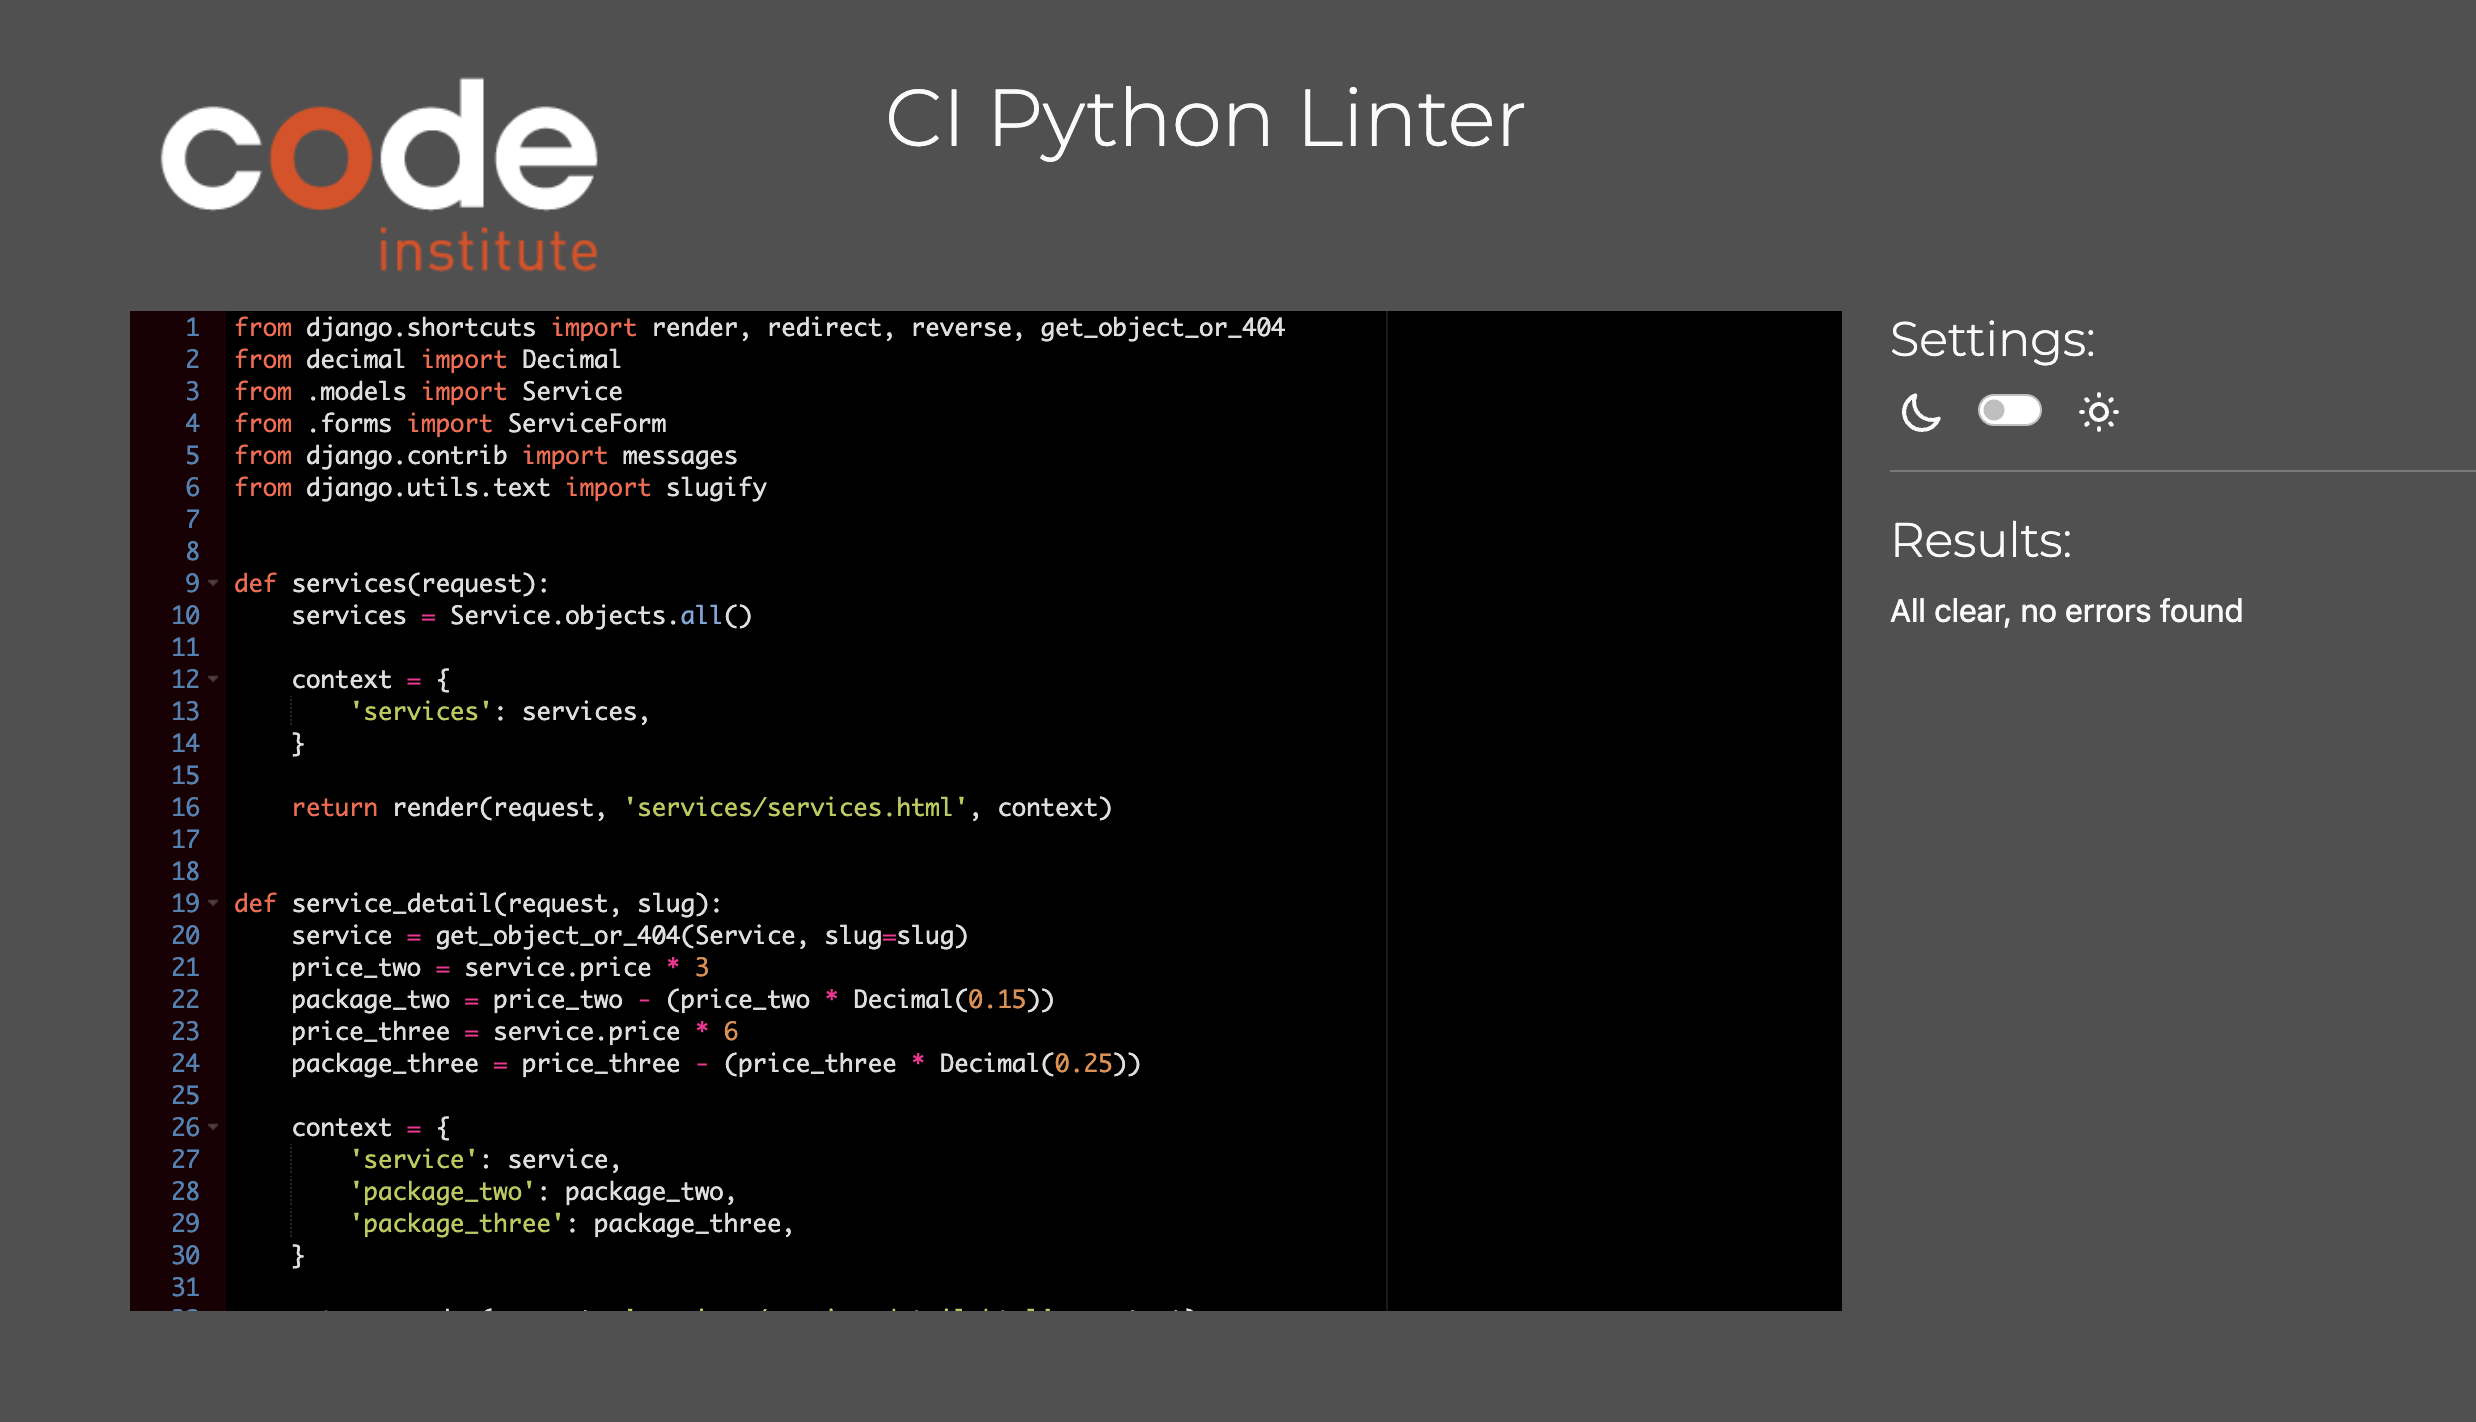 code
institute
CI Python Linter
1 from django.shortcuts import render, redirect, reverse, get_object_or_404
2 from decimal import Decimal
3 from .models import Service
4 from .forms import ServiceForm
5 from django.contrib import messages
6 from django.utils.text import slugify
7
8
9 def services(request):
10     services = Service.objects.all()
11
12     context = {
13         'services': services,
14     }
15
16     return render(request, 'services/services.html', context)
17
18
19 def service_detail(request, slug):
20     service = get_object_or_404(Service, slug=slug)
21     price_two = service.price * 3
22     package_two = price_two - (price_two * Decimal(0.15))
23     price_three = service.price * 6
24     package_three = price_three - (price_three * Decimal(0.25))
25
26     context = {
27         'service': service,
28         'package_two': package_two,
29         'package_three': package_three,
30     }
31
Settings:
Results:
All clear, no errors found